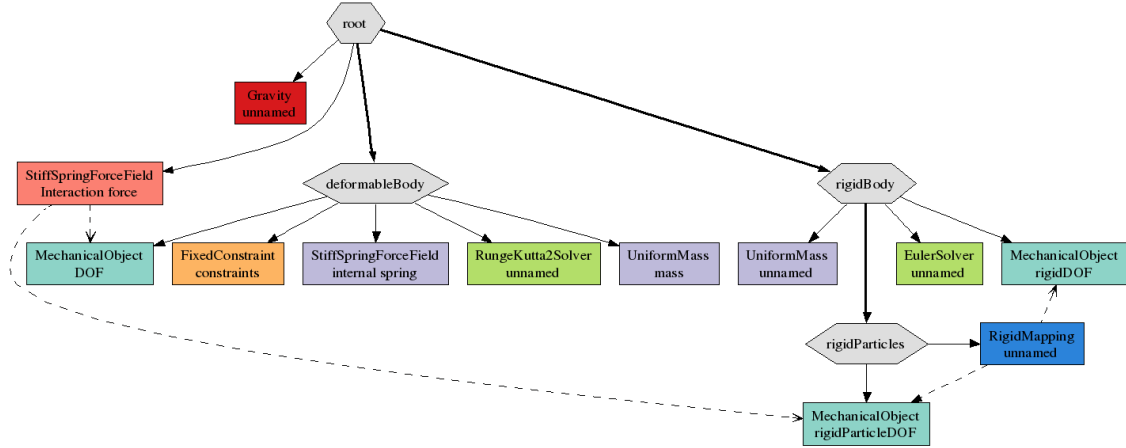 root
Gravity
unnamed
StiffSpringForceField
Interaction force
deformableBody
rigidBody
MechanicalObject
DOF
FixedConstraint
constraints
StiffSpringForceField
internal spring
RungeKutta2Solver
unnamed
UniformMass
mass
UniformMass
unnamed
EulerSolver
unnamed
MechanicalObject
rigidDOF
rigidParticles
RigidMapping
unnamed
MechanicalObject
rigidParticleDOF